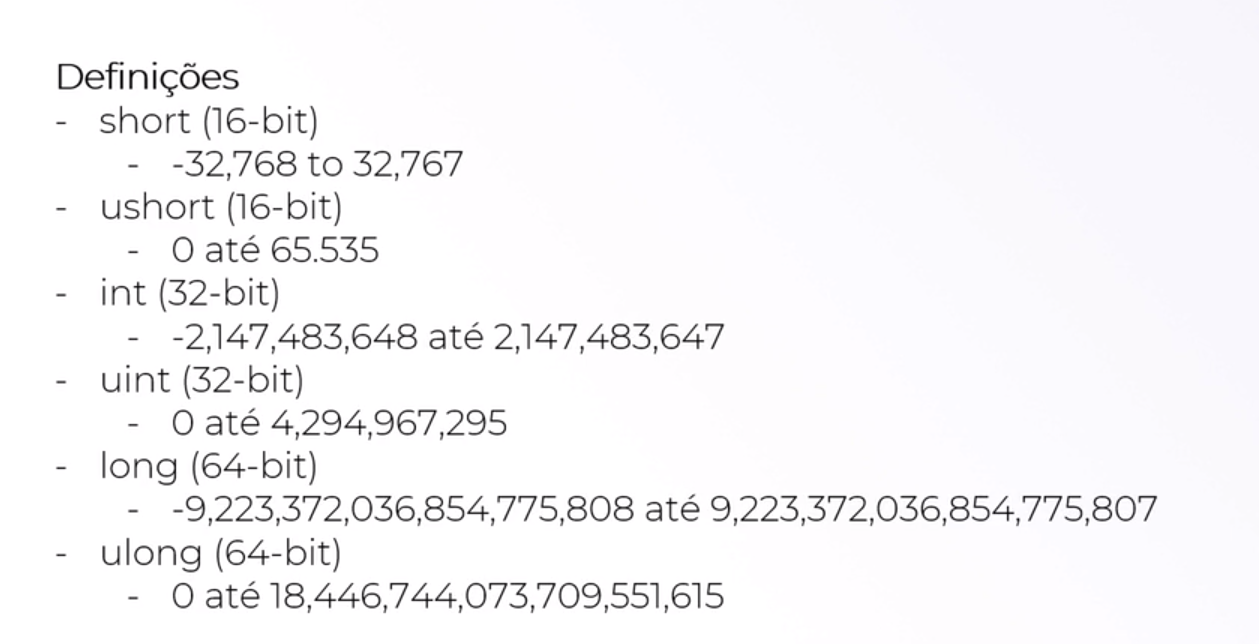 Definições
- short (16-bit)
- -32,768 to 32,767
- ushort (16-bit)
- 0 até 65.535
- int (32-bit)
- -2,147,483,648 até 2,147,483,647
- uint (32-bit)
- 0 até 4,294,967,295
- long (64-bit)
- -9,223,372,036,854,775,808 até 9,223,372,036,854,775,807
- ulong (64-bit)
- 0 até 18,446,744,073,709,551,615